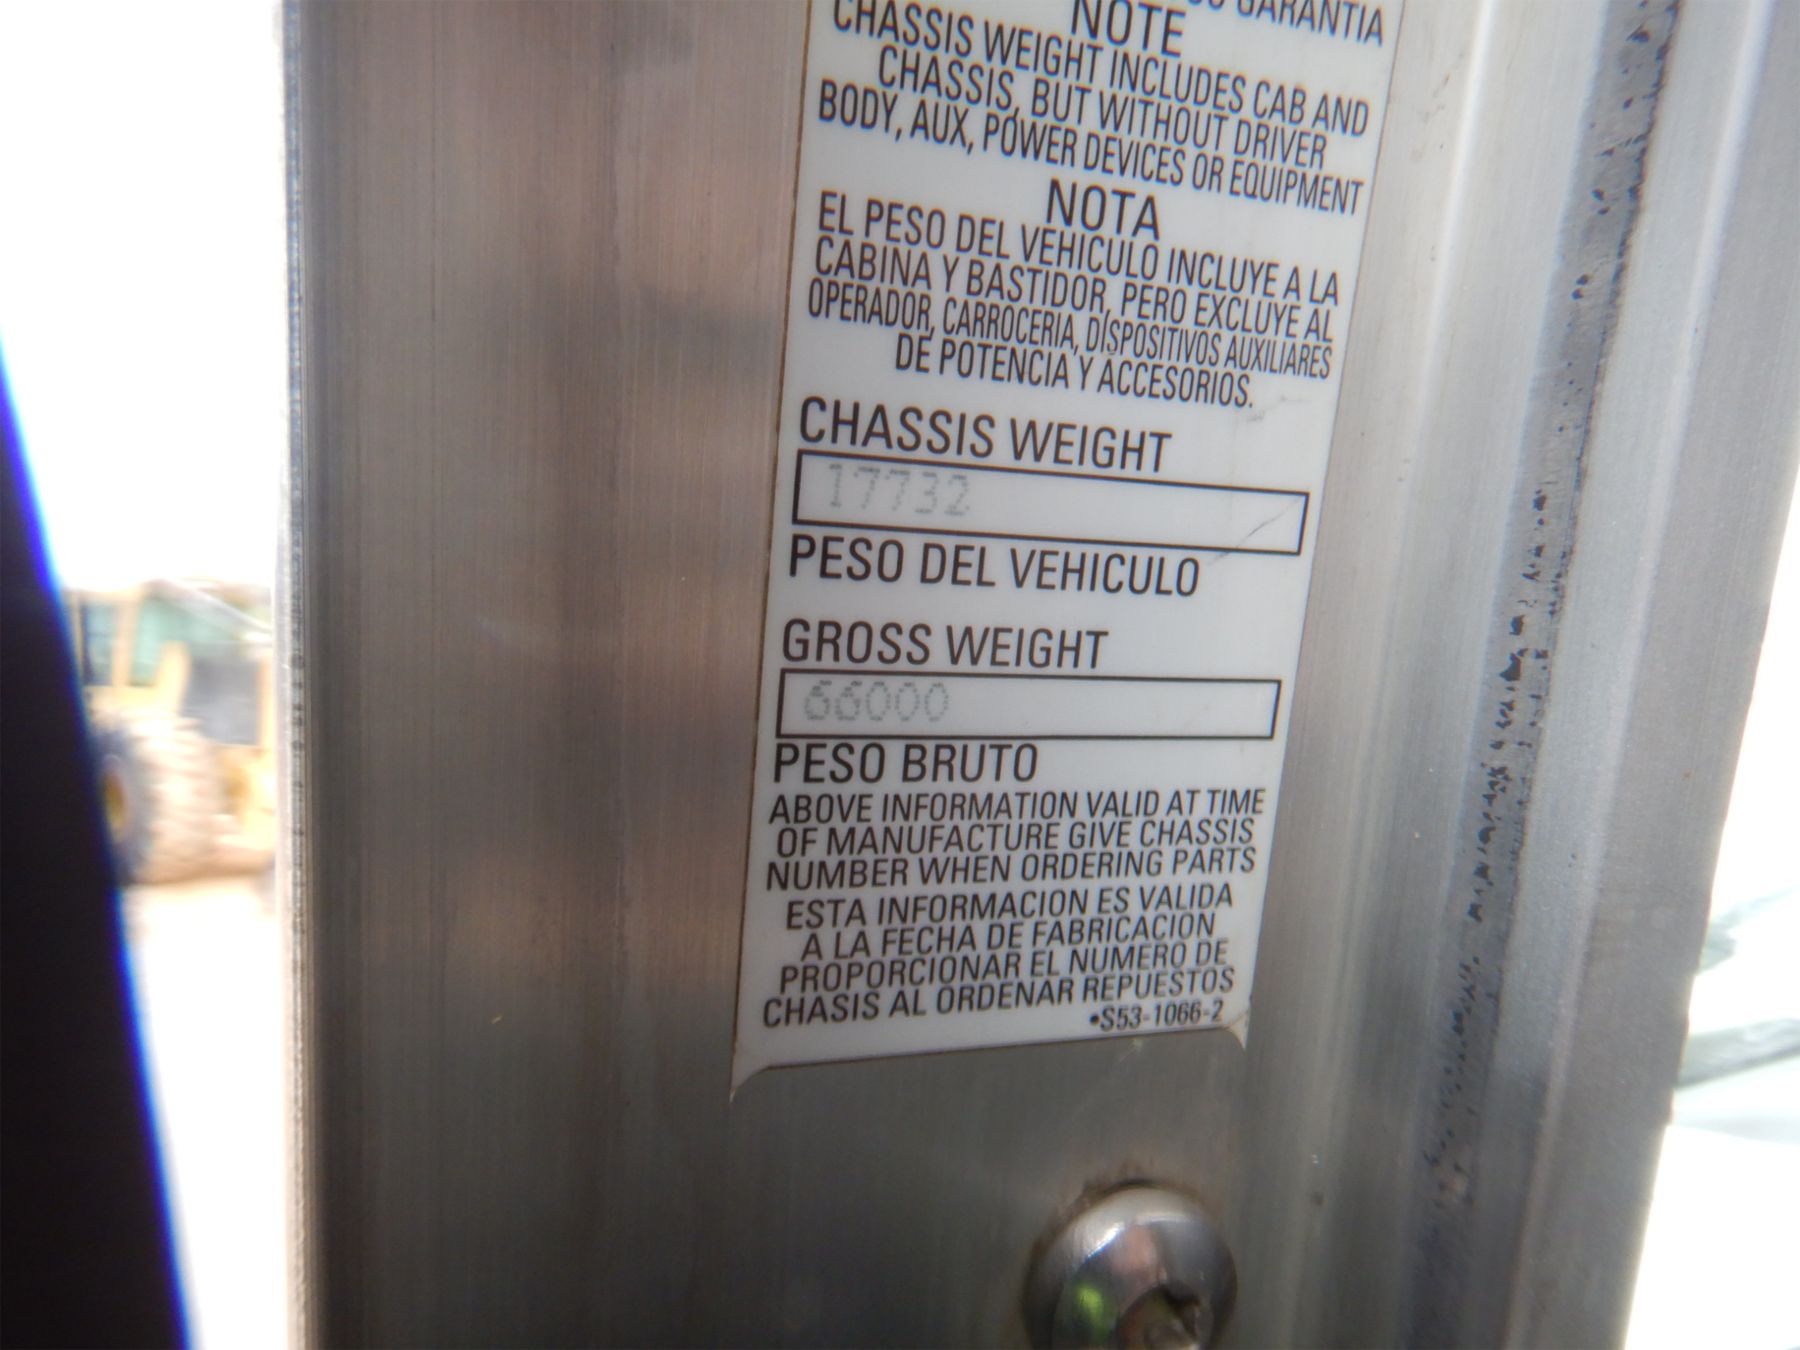 GARANTIA
NOTE
CHASSIS WEIGHT INCLUDES CAB AND
CHASSIS, BUT WITHOUT DRIVER
BODY, AUX, POWER DEVICES OR EQUIPMENT
NOTA
EL PESO DEL VEHICULO INCLUYE A LA
CABINA Y BASTIDOR, PERO EXCLUYE AL
OPERADOR, CARROCERIA, DISPOSITIVOS AUXILIARES
DE POTENCIA Y ACCESORIOS.
CHASSIS WEIGHT
17732
PESO DEL VEHICULO
GROSS WEIGHT
66000
PESO BRUTO
ABOVE INFORMATION VALID AT TIME
OF MANUFACTURE GIVE CHASSIS
NUMBER WHEN ORDERING PARTS
ESTA INFORMACION ES VALIDA
A LA FECHA DE FABRICACION
PROPORCIONAR EL NUMERO DE
CHASIS AL ORDENAR REPUESTOS
•S53-1066-2